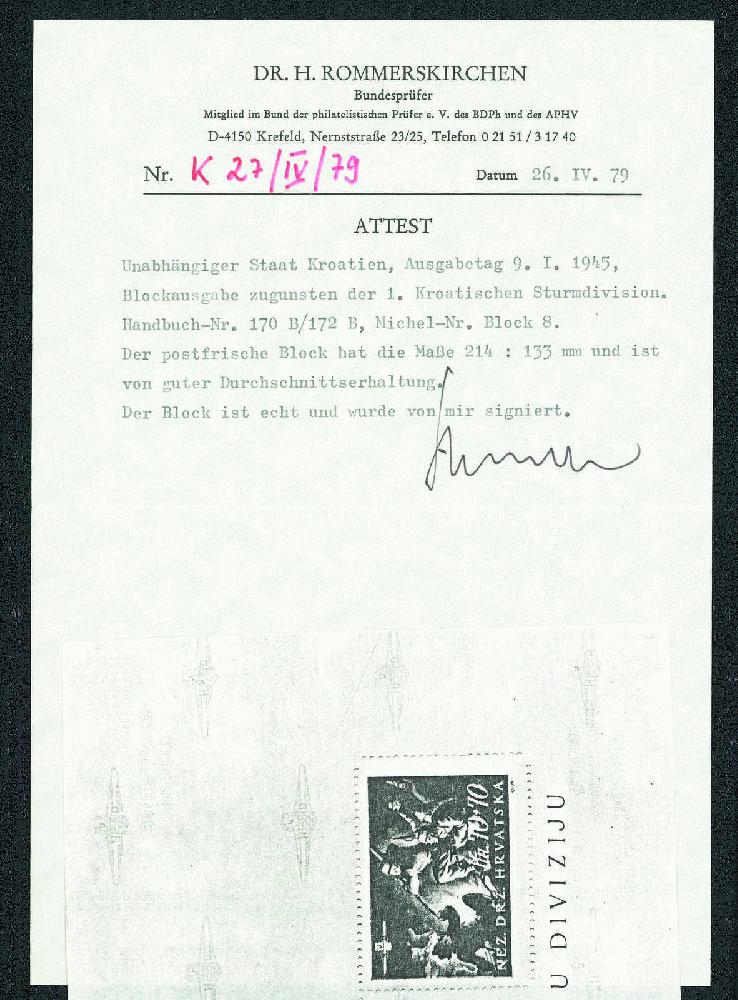 DR. H. ROMMERSKIRCHEN
Bundesprüfer
Mitglied im Bund der philatelistischen Prüfer e. V. des BDPh und des APHV
D-4150 Krefeld, Nernststraße 23/25, Telefon 0 21 51 / 3 17 40
Nr. K 27/IV/79 Datum 26. IV. 79
ATTEST
Unabhängiger Staat Kroatien, Ausgabetag 9. I. 1945,
Blockausgabe zugunsten der 1. Kroatischen Sturmdivision.
Handbuch-Nr. 170 B/172 B, Michel-Nr. Block 8.
Der postfrische Block hat die Maße 214 : 133 mm und ist
von guter Durchschnittserhaltung.
Der Block ist echt und wurde von mir signiert.
NEZ. DRŽ. HRVATSKA
U DIVIZIJU